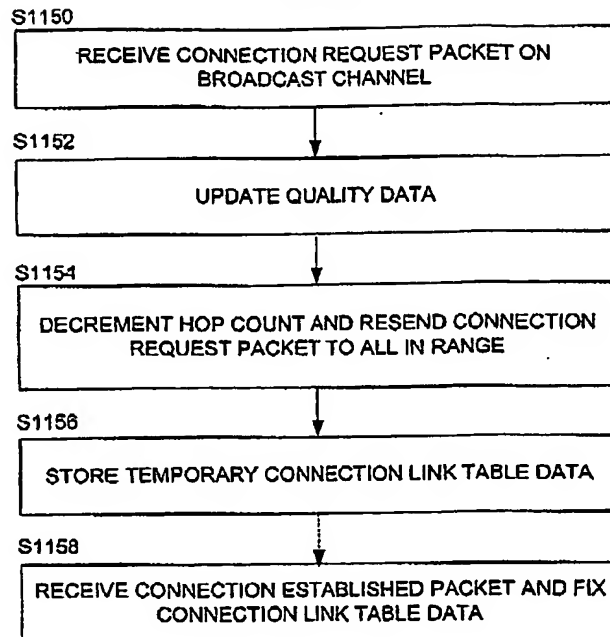 S1150
RECEIVE CONNECTION REQUEST PACKET ON
BROADCAST CHANNEL
S1152
UPDATE QUALITY DATA
S1154
DECREMENT HOP COUNT AND RESEND CONNECTION
REQUEST PACKET TO ALL IN RANGE
S1156
STORE TEMPORARY CONNECTION LINK TABLE DATA
S1158
RECEIVE CONNECTION ESTABLISHED PACKET AND FIX
CONNECTION LINK TABLE DATA